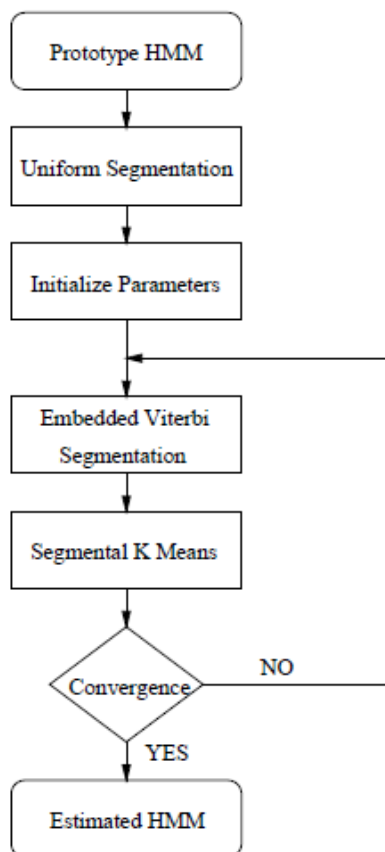 Prototype HMM
Uniform Segmentation
Initialize Parameters
Embedded Viterbi
Segmentation
Segmental K Means
Convergence
NO
YES
Estimated HMM